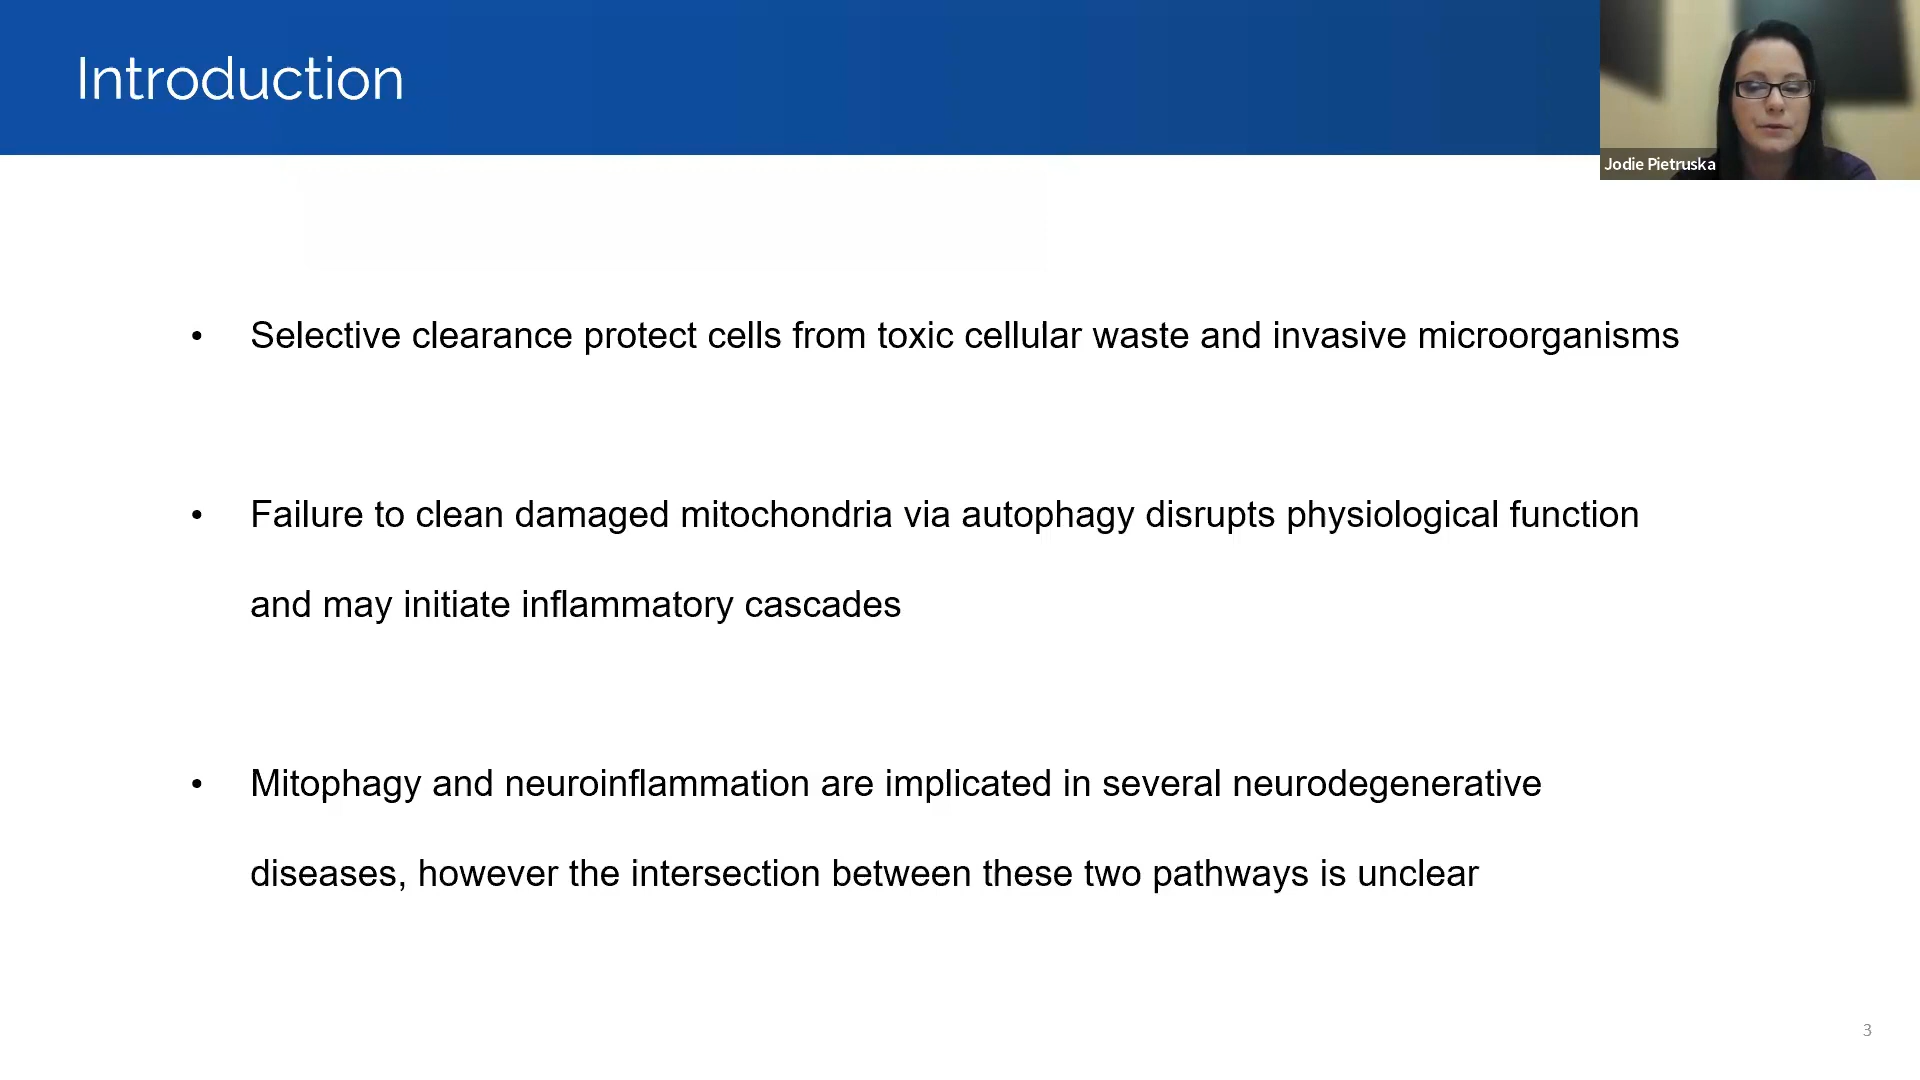 Introduction
Jodie Pietruska
• Selective clearance protect cells from toxic cellular waste and invasive microorganisms
• Failure to clean damaged mitochondria via autophagy disrupts physiological function
and may initiate inflammatory cascades
• Mitophagy and neuroinflammation are implicated in several neurodegenerative
diseases, however the intersection between these two pathways is unclear
3